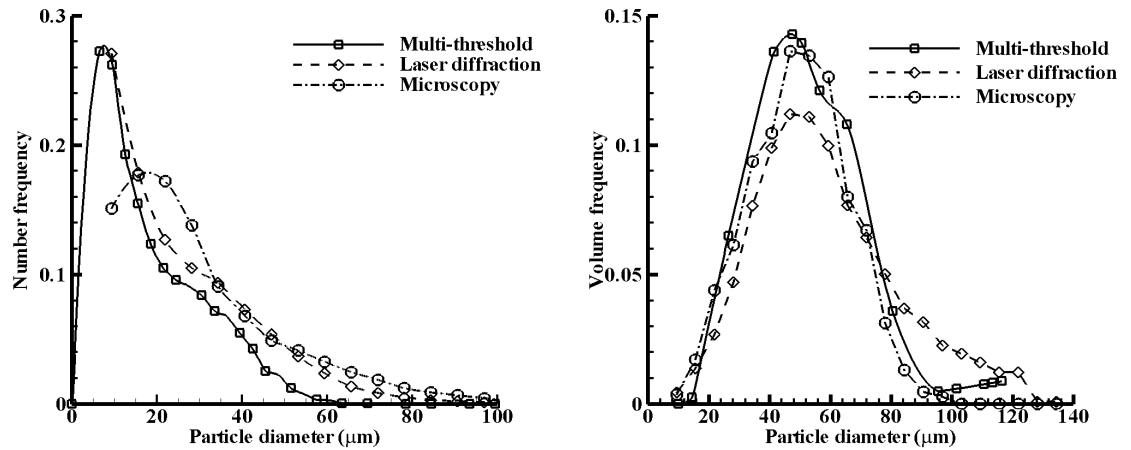 0.3
0.2
0.1
0
0
20
40
60
80
100
Number frequency
Particle diameter (μm)
Multi-threshold
Laser diffraction
Microscopy
0.15
0.1
0.05
0
0
20
40
60
80
100
120
140
Volume frequency
Particle diameter (μm)
Multi-threshold
Laser diffraction
Microscopy